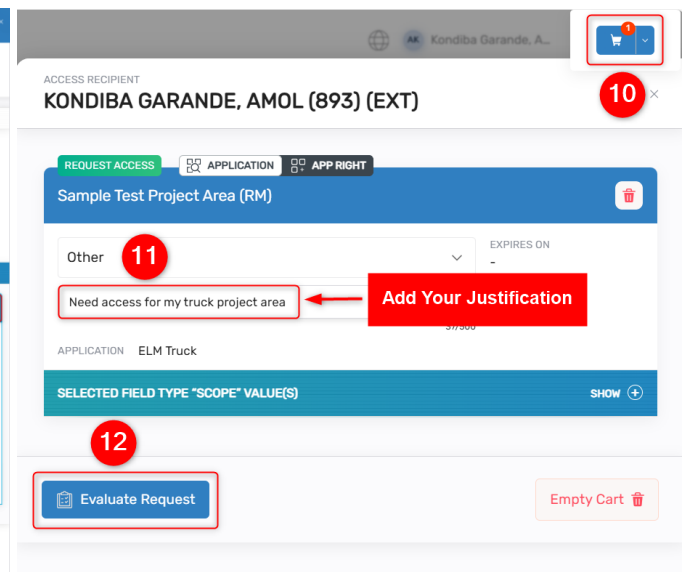 1
AK Kondiba Garande, A...
10
ACCESS RECIPIENT
KONDIBA GARANDE, AMOL (893) (EXT)
REQUEST ACCESS APPLICATION APP RIGHT
Sample Test Project Area (RM)
Other
11
EXPIRES ON
-
Need access for my truck project area
Add Your Justification
37/300
APPLICATION ELM Truck
SELECTED FIELD TYPE "SCOPE" VALUE(S) SHOW
12
Evaluate Request
Empty Cart